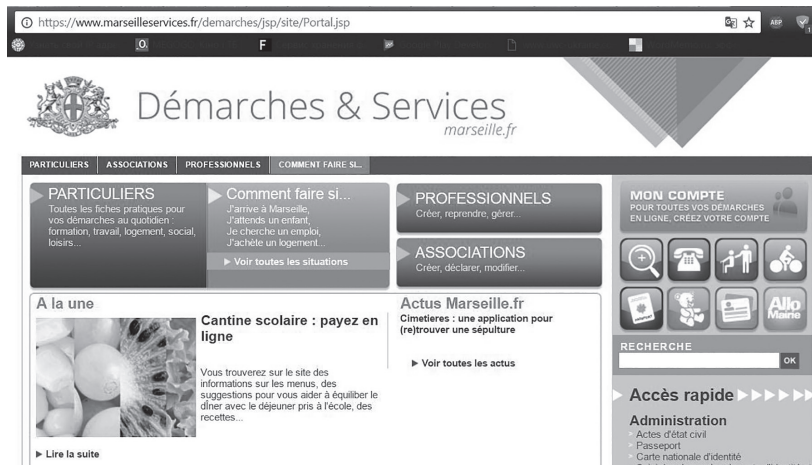 https://www.marseilleservices.fr/demarches/jsp/site/Portal.jsp
ABP
1
O.
F
Démarches & Services
marseille.fr
PARTICULIERS
ASSOCIATIONS
PROFESSIONNELS
COMMENT FAIRE SI...
PARTICULIERS
Toutes les fiches pratiques pour
vos démarches au quotidien :
formation, travail, logement, social,
loisirs...
Comment faire si...
J'arrive à Marseille,
J'attends un enfant,
Je cherche un emploi,
J'achète un logement...
Voir toutes les situations
PROFESSIONNELS
Créer, reprendre, gérer...
ASSOCIATIONS
Créer, déclarer, modifier...
MON COMPTE
POUR TOUTES VOS DÉMARCHES
EN LIGNE, CRÉEZ VOTRE COMPTE
Allo
Mairie
RECHERCHE
OK
A la une
Cantine scolaire : payez en
ligne
Vous trouverez sur le site des
informations sur les menus, des
suggestions pour vous aider à équilibrer le
dîner avec le déjeuner pris à l'école, des
recettes...
Lire la suite
Actus Marseille.fr
Cimetieres : une application pour
(re)trouver une sépulture
Voir toutes les actus
Accès rapide
Administration
Actes d'état civil
Passeport
Carte nationale d'identité